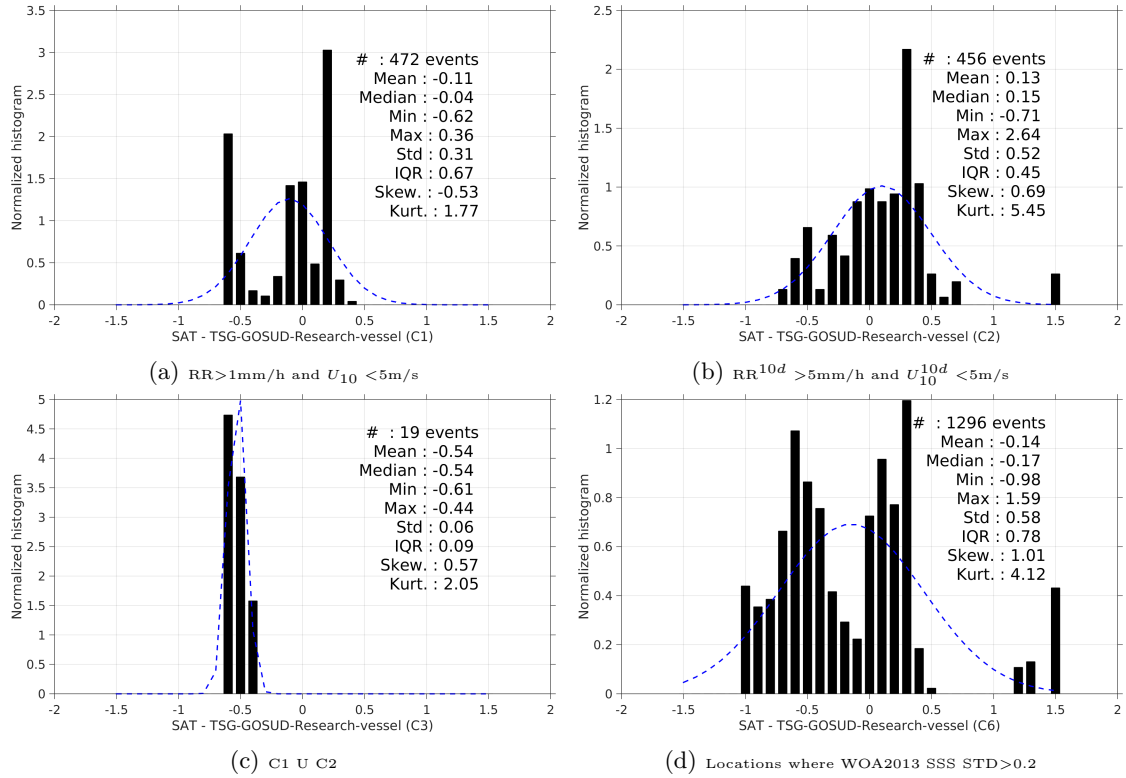 3.5
3
2.5
2
1.5
1
0.5
0
-2 -1.5 -1 -0.5 0 0.5 1 1.5 2
Normalized histogram
SAT - TSG-GOSUD-Research-vessel (C1)
# : 472 events
Mean : -0.11
Median : -0.04
Min : -0.62
Max : 0.36
Std : 0.31
IQR : 0.67
Skew. : -0.53
Kurt. : 1.77
(a) RR>1mm/h and U10 <5m/s
2.5
2
1.5
1
0.5
0
-2 -1.5 -1 -0.5 0 0.5 1 1.5 2
Normalized histogram
SAT - TSG-GOSUD-Research-vessel (C2)
# : 456 events
Mean : 0.13
Median : 0.15
Min : -0.71
Max : 2.64
Std : 0.52
IQR : 0.45
Skew. : 0.69
Kurt. : 5.45
(b) RR10d >5mm/h and U10 10d <5m/s
5
4.5
4
3.5
3
2.5
2
1.5
1
0.5
0
-2 -1.5 -1 -0.5 0 0.5 1 1.5 2
Normalized histogram
SAT - TSG-GOSUD-Research-vessel (C3)
# : 19 events
Mean : -0.54
Median : -0.54
Min : -0.61
Max : -0.44
Std : 0.06
IQR : 0.09
Skew. : 0.57
Kurt. : 2.05
(c) C1 U C2
1.2
1
0.8
0.6
0.4
0.2
0
-2 -1.5 -1 -0.5 0 0.5 1 1.5 2
Normalized histogram
SAT - TSG-GOSUD-Research-vessel (C6)
# : 1296 events
Mean : -0.14
Median : -0.17
Min : -0.98
Max : 1.59
Std : 0.58
IQR : 0.78
Skew. : 1.01
Kurt. : 4.12
(d) Locations where WOA2013 SSS STD>0.2